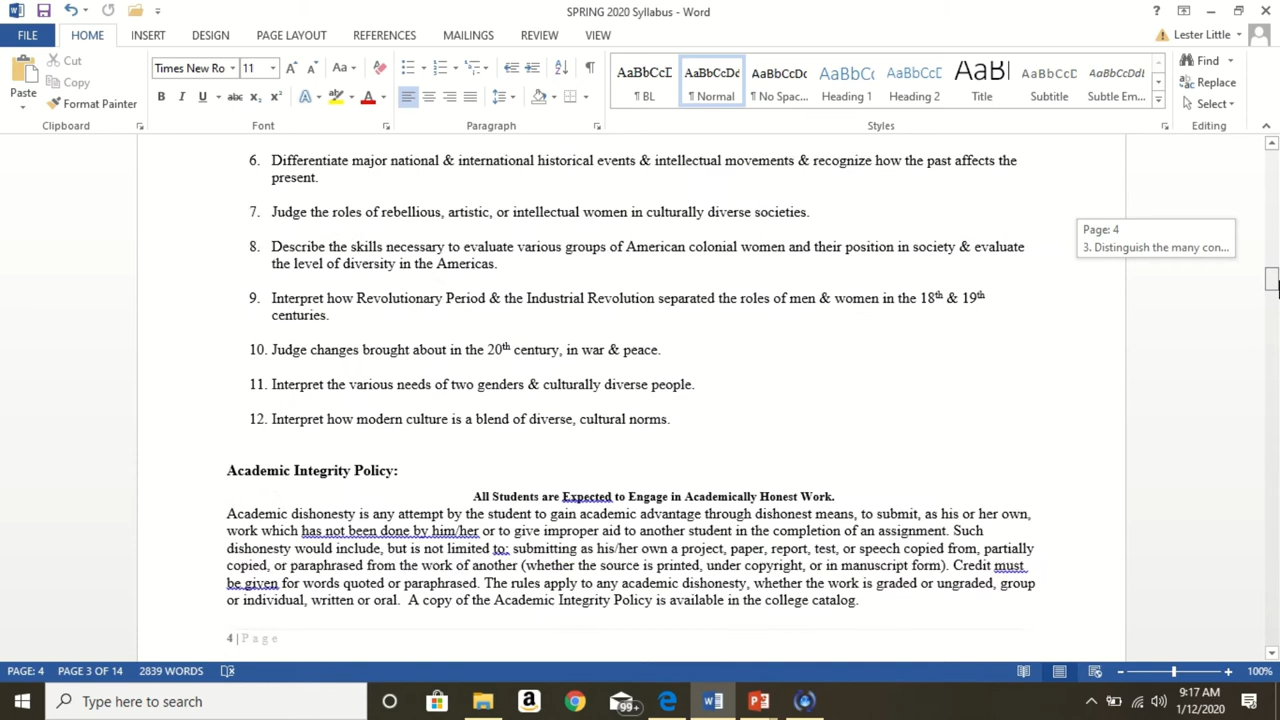 SPRING 2020 Syllabus - Word
FILE HOME INSERT DESIGN PAGE LAYOUT REFERENCES MAILINGS REVIEW VIEW Lester Little
Paste
Cut
Copy
Format Painter
Clipboard
Times New Ro 11
Font
Paragraph
AaBbCcD AaBbCcDd AaBbCcDc AaBbCcD AaBbCcD AaB AaBbCcD AaBbCcDdl
¶ BL ¶ Normal ¶ No Spac... Heading 1 Heading 2 Title Subtitle Subtle Em...
Styles
Find
Replace
Select
Editing
6. Differentiate major national & international historical events & intellectual movements & recognize how the past affects the
present.
7. Judge the roles of rebellious, artistic, or intellectual women in culturally diverse societies.
Page: 4
3. Distinguish the many con...
8. Describe the skills necessary to evaluate various groups of American colonial women and their position in society & evaluate
the level of diversity in the Americas.
9. Interpret how Revolutionary Period & the Industrial Revolution separated the roles of men & women in the 18th & 19th
centuries.
10. Judge changes brought about in the 20th century, in war & peace.
11. Interpret the various needs of two genders & culturally diverse people.
12. Interpret how modern culture is a blend of diverse, cultural norms.
Academic Integrity Policy:
All Students are Expected to Engage in Academically Honest Work.
Academic dishonesty is any attempt by the student to gain academic advantage through dishonest means, to submit, as his or her own,
work which has not been done by him/her or to give improper aid to another student in the completion of an assignment. Such
dishonesty would include, but is not limited to: submitting as his/her own a project, paper, report, test, or speech copied from, partially
copied, or paraphrased from the work of another (whether the source is printed, under copyright, or in manuscript form). Credit must
be given for words quoted or paraphrased. The rules apply to any academic dishonesty, whether the work is graded or ungraded, group
or individual, written or oral. A copy of the Academic Integrity Policy is available in the college catalog.
4 | Page
PAGE: 4 PAGE 3 OF 14 2839 WORDS 100%
Type here to search
99+
9:17 AM
1/12/2020